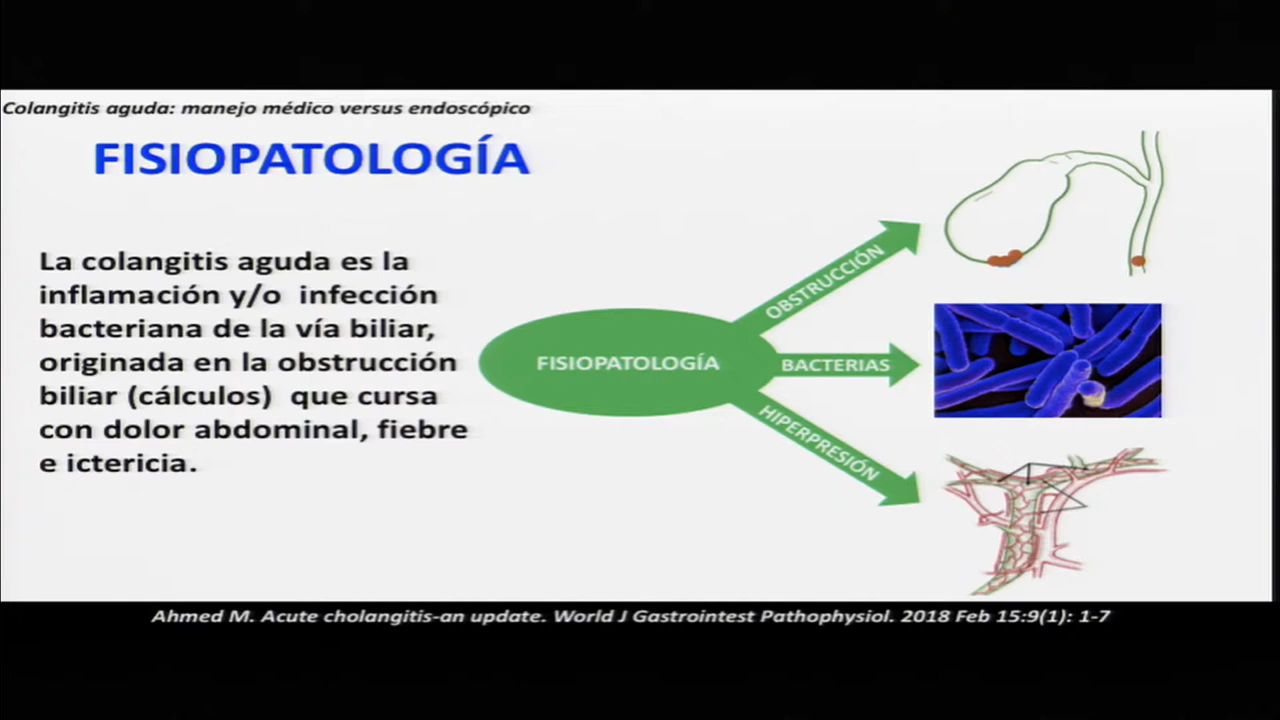 Colangitis aguda: manejo médico versus endoscópico
FISIOPATOLOGÍA
La colangitis aguda es la
inflamación y/o infección
bacteriana de la vía biliar,
originada en la obstrucción
biliar (cálculos) que cursa
con dolor abdominal, fiebre
e ictericia.
FISIOPATOLOGÍA
OBSTRUCCIÓN
BACTERIAS
HIPERPRESIÓN
Ahmed M. Acute cholangitis-an update. World J Gastrointest Pathophysiol. 2018 Feb 15:9(1): 1-7